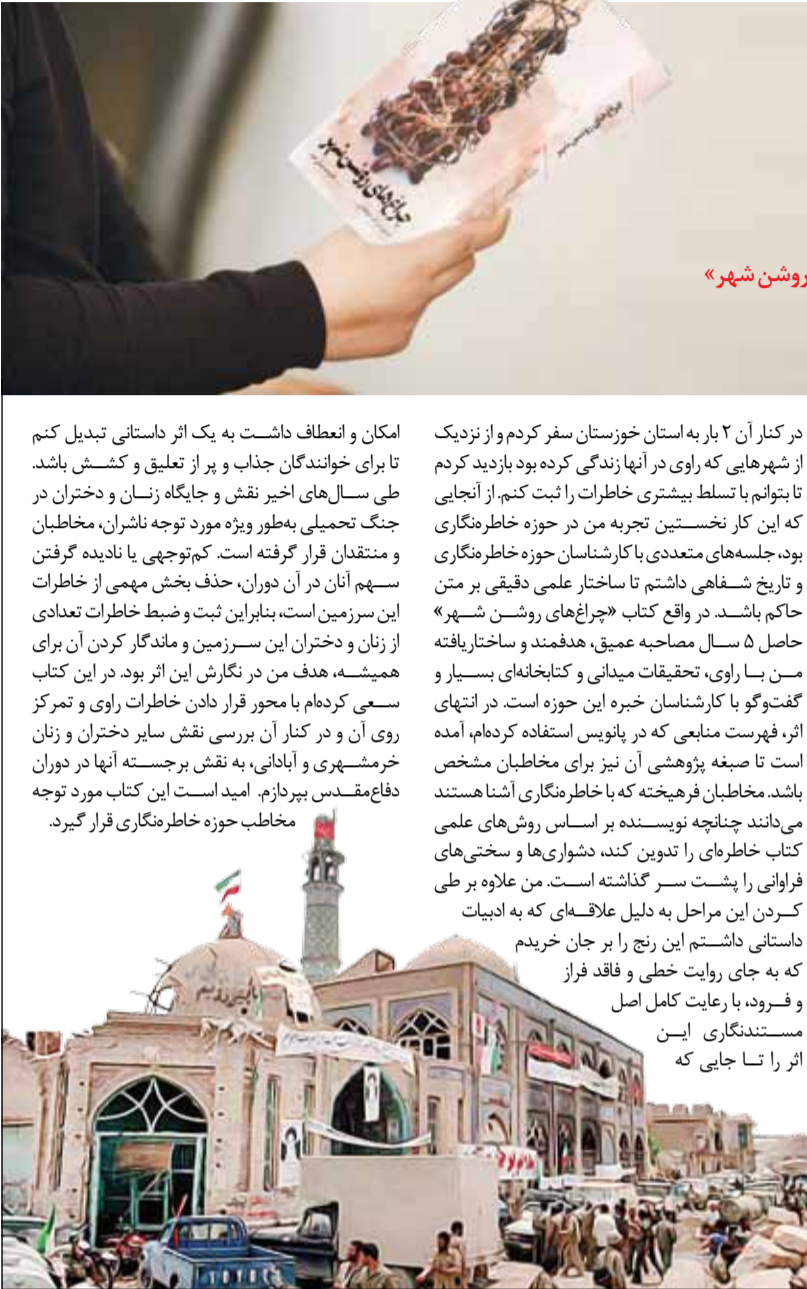 چراغ‌های روشن شهر
چراغ‌های روشن شهر
روشن شهر»
در کنار آن ۲ بار به استان خوزستان سفر کردم و از نزدیک
از شهرهایی که راوی در آنها زندگی کرده بود بازدید کردم
تا بتوانم با تسلط بیشتری خاطرات را ثبت کنم. از آنجایی
که این کار نخستین تجربه من در حوزه خاطره‌نگاری
بود، جلسه‌های متعددی با کارشناسان حوزه خاطره‌نگاری
و تاریخ شفاهی داشتم تا ساختار علمی دقیقی بر متن
حاکم باشد. در واقع کتاب «چراغ‌های روشن شهر»
حاصل ۵ سال مصاحبه عمیق، هدفمند و ساختاریافته
من با راوی، تحقیقات میدانی و کتابخانه‌ای بسیار و
گفت‌وگو با کارشناسان خبره این حوزه است. در انتهای
اثر، فهرست منابعی که در پانویس استفاده کرده‌ام، آمده
است تا صبغه پژوهشی آن نیز برای مخاطبان مشخص
باشد. مخاطبان فرهیخته که با خاطره‌نگاری آشنا هستند
می‌دانند چنانچه نویسنده بر اساس روش‌های علمی
کتاب خاطره‌ای را تدوین کند، دشواری‌ها و سختی‌های
فراوانی را پشت سر گذاشته است. من علاوه بر طی
کردن این مراحل به دلیل علاقه‌ای که به ادبیات
داستانی داشتم این رنج را بر جان خریدم
که به جای روایت خطی و فاقد فراز
و فرود، با رعایت کامل اصل
مستندنگاری این
اثر را تا جایی که
امکان و انعطاف داشت به یک اثر داستانی تبدیل کنم
تا برای خوانندگان جذاب و پر از تعلیق و کشش باشد.
طی سال‌های اخیر نقش و جایگاه زنان و دختران در
جنگ تحمیلی به‌طور ویژه مورد توجه ناشران، مخاطبان
و منتقدان قرار گرفته است. کم‌توجهی یا نادیده گرفتن
سهم آنان در آن دوران، حذف بخش مهمی از خاطرات
این سرزمین است، بنابراین ثبت و ضبط خاطرات تعدادی
از زنان و دختران این سرزمین و ماندگار کردن آن برای
همیشه، هدف من در نگارش این اثر بود. در این کتاب
سعی کرده‌ام با محور قرار دادن خاطرات راوی و تمرکز
روی آن و در کنار آن بررسی نقش سایر دختران و زنان
خرمشهری و آبادانی، به نقش برجسته آنها در دوران
دفاع‌مقدس بپردازم. امید است این کتاب مورد توجه
مخاطب حوزه خاطره‌نگاری قرار گیرد.